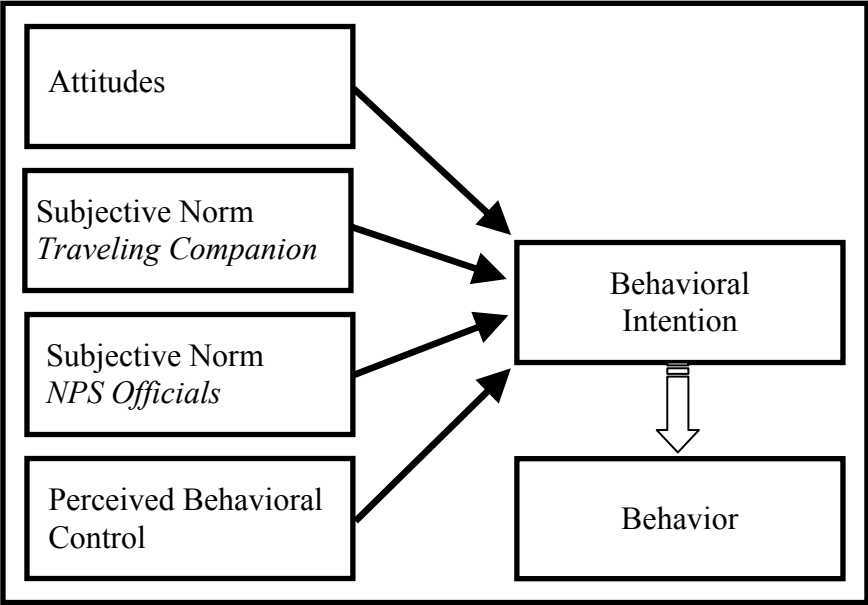 Attitudes
Subjective Norm
Traveling Companion
Subjective Norm
NPS Officials
Perceived Behavioral
Control
Behavioral
Intention
Behavior